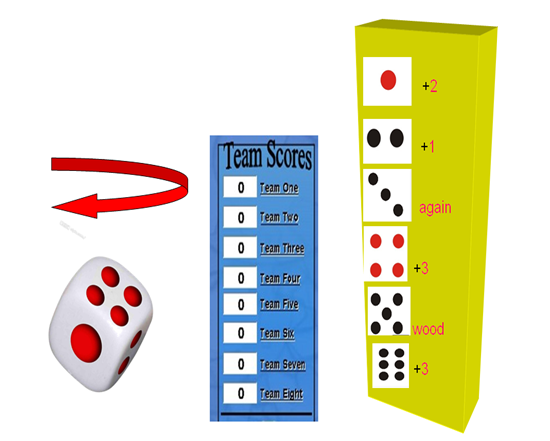 Team Scores
0 Team One
0 Team Two
0 Team Three
0 Team Four
0 Team Five
0 Team Six
0 Team Seven
0 Team Eight
+2
+1
again
+3
wood
+3